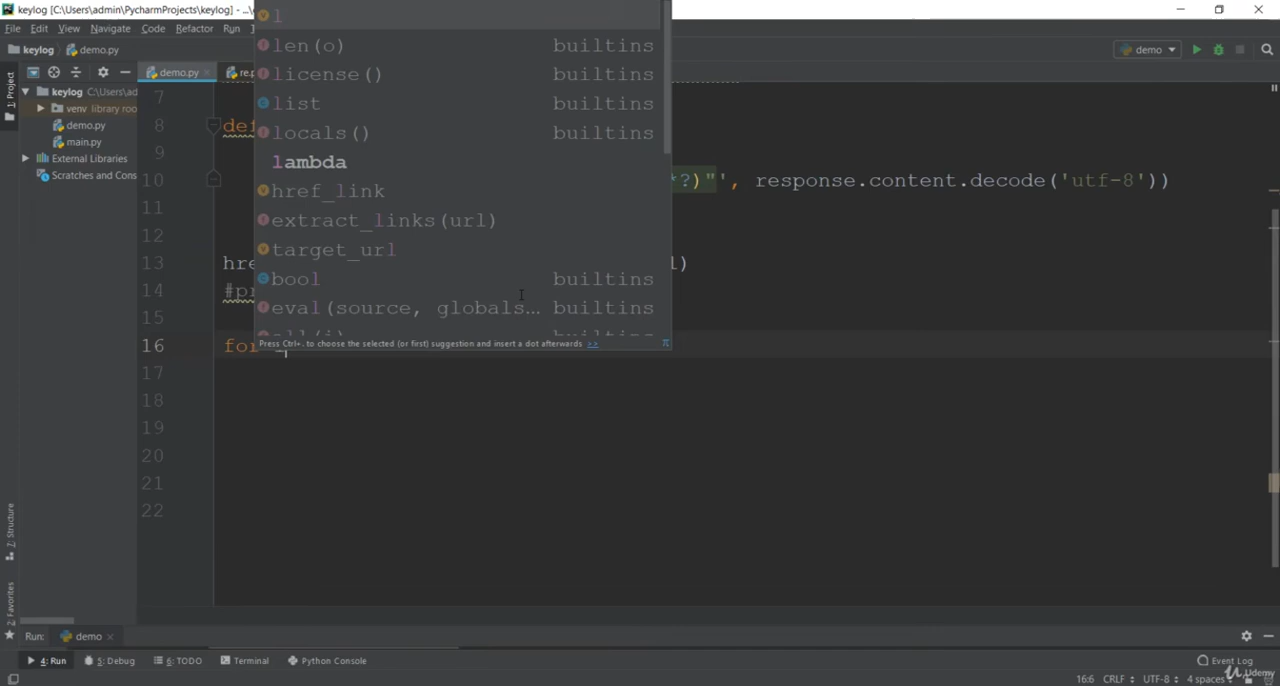 keylog [C:\Users\admin\PycharmProjects\keylog] - ...\
File Edit View Navigate Code Refactor Run
keylog demo.py
demo
1: Project
demo.py
re.p
keylog C:\Users\ad
venv library roo
demo.py
main.py
External Libraries
Scratches and Cons
l
len(o) builtins
license() builtins
list builtins
locals() builtins
lambda
href_link
extract_links(url)
target_url
bool builtins
eval(source, globals... builtins
Press Ctrl+. to choose the selected (or first) suggestion and insert a dot afterwards >>
7
8 def
9
10 *?)"', response.content.decode('utf-8'))
11
12
13 hre l)
14 #pr
15
16 for l
17
18
19
20
21
22
7: Structure
2: Favorites
Run: demo
4: Run 5: Debug 6: TODO Terminal Python Console
Event Log
16:6 CRLF UTF-8 4 spaces
Udemy